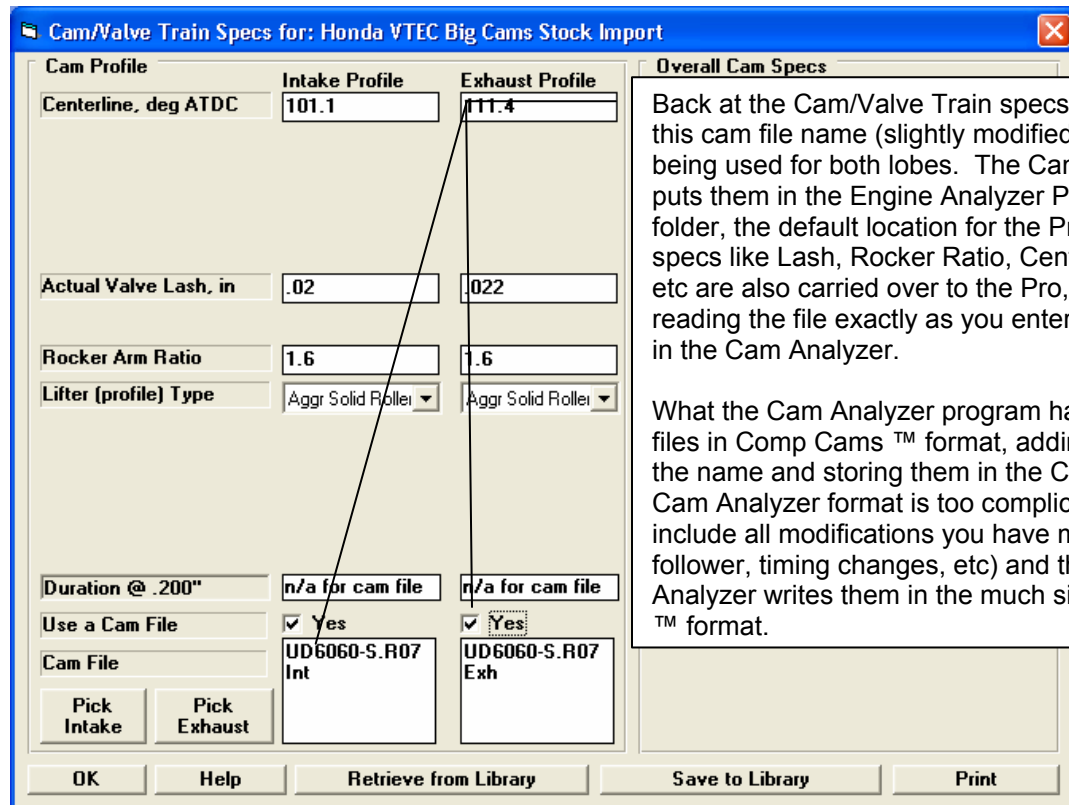 Cam/Valve Train Specs for: Honda VTEC Big Cams Stock Import
Cam Profile
Intake Profile Exhaust Profile
Centerline, deg ATDC 101.1 111.4
Actual Valve Lash, in .02 .022
Rocker Arm Ratio 1.6 1.6
Lifter (profile) Type Aggr Solid Roller Aggr Solid Roller
Duration @ .200" n/a for cam file n/a for cam file
Use a Cam File Yes Yes
Cam File UD6060-S.R07 UD6060-S.R07
Int Exh
Pick Pick
Intake Exhaust
Overall Cam Specs
Back at the Cam/Valve Train specs
this cam file name (slightly modified
being used for both lobes. The
puts them in the Engine Analyzer
folder, the default location for the
specs like Lash, Rocker Ratio,
etc are also carried over to the Pro,
reading the file exactly as you enter
in the Cam Analyzer.
What the Cam Analyzer program
files in Comp Cams ™ format,
the name and storing them in the
Cam Analyzer format is too
include all modifications you have
follower, timing changes, etc) and
Analyzer writes them in the much
™ format.
OK Help Retrieve from Library Save to Library Print